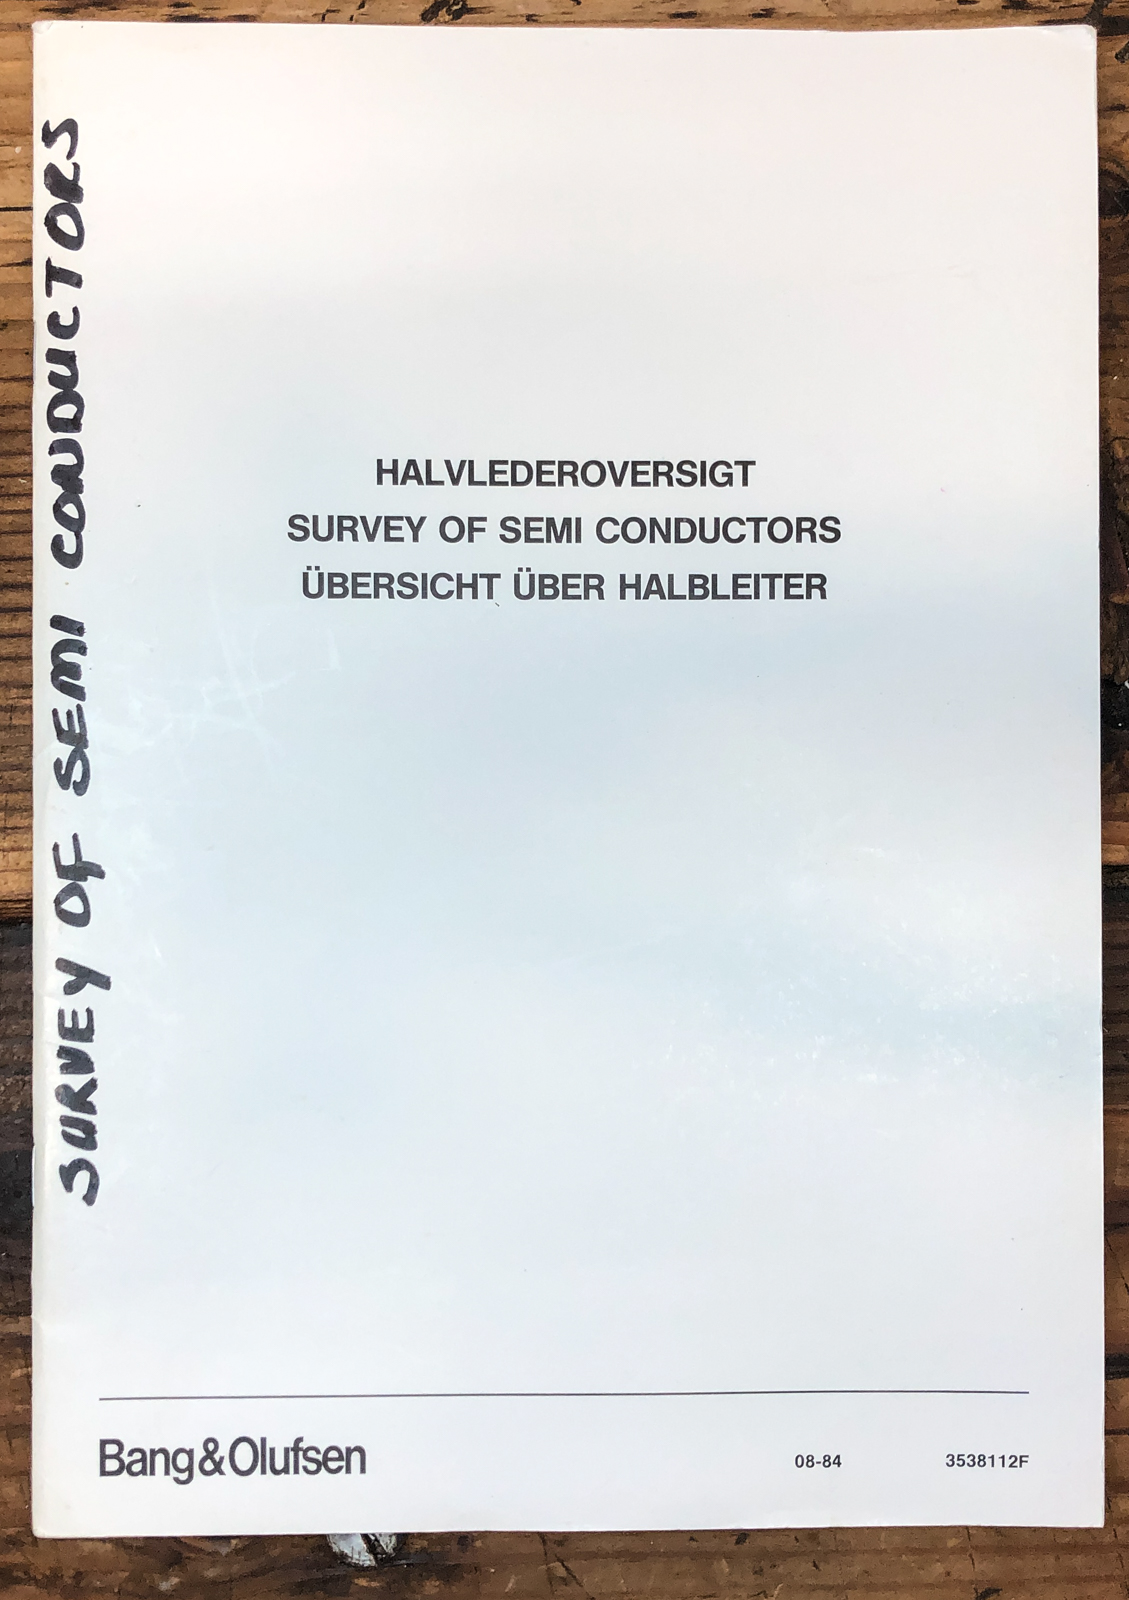 SURVEY OF SEMI CONDUCTORS
HALVLEDEROVERSIGT
SURVEY OF SEMI CONDUCTORS
ÜBERSICHT ÜBER HALBLEITER
Bang&Olufsen
08-84
3538112F